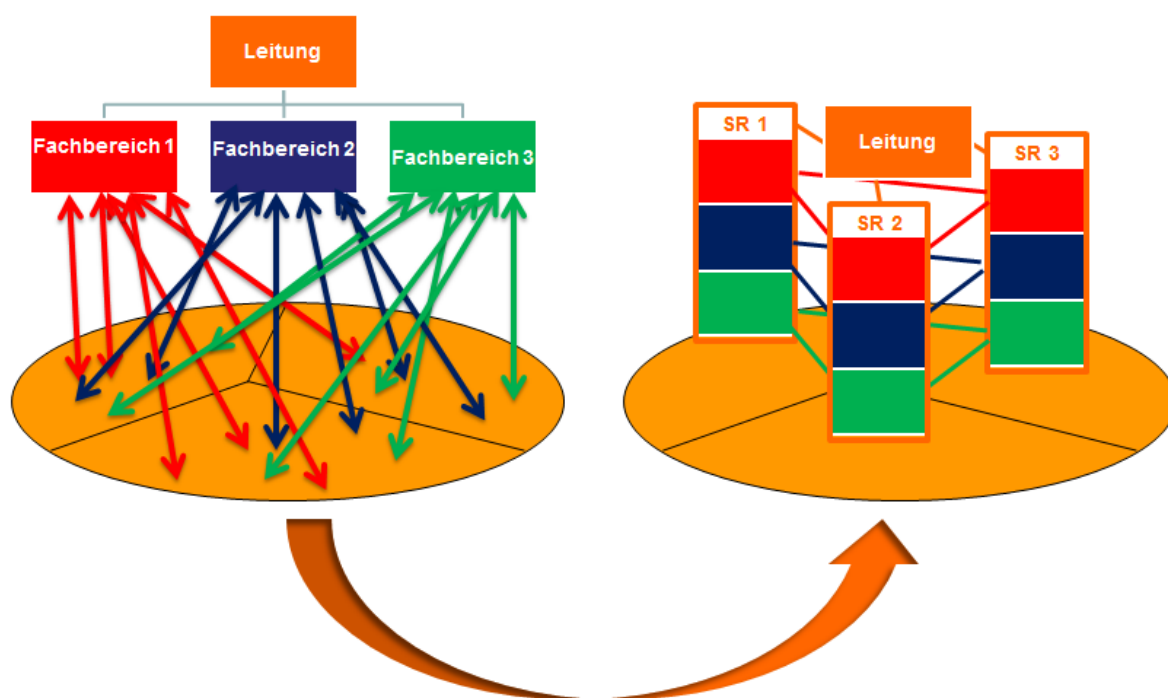 Leitung
Fachbereich 1
Fachbereich 2
Fachbereich 3
SR 1
Leitung
SR 3
SR 2